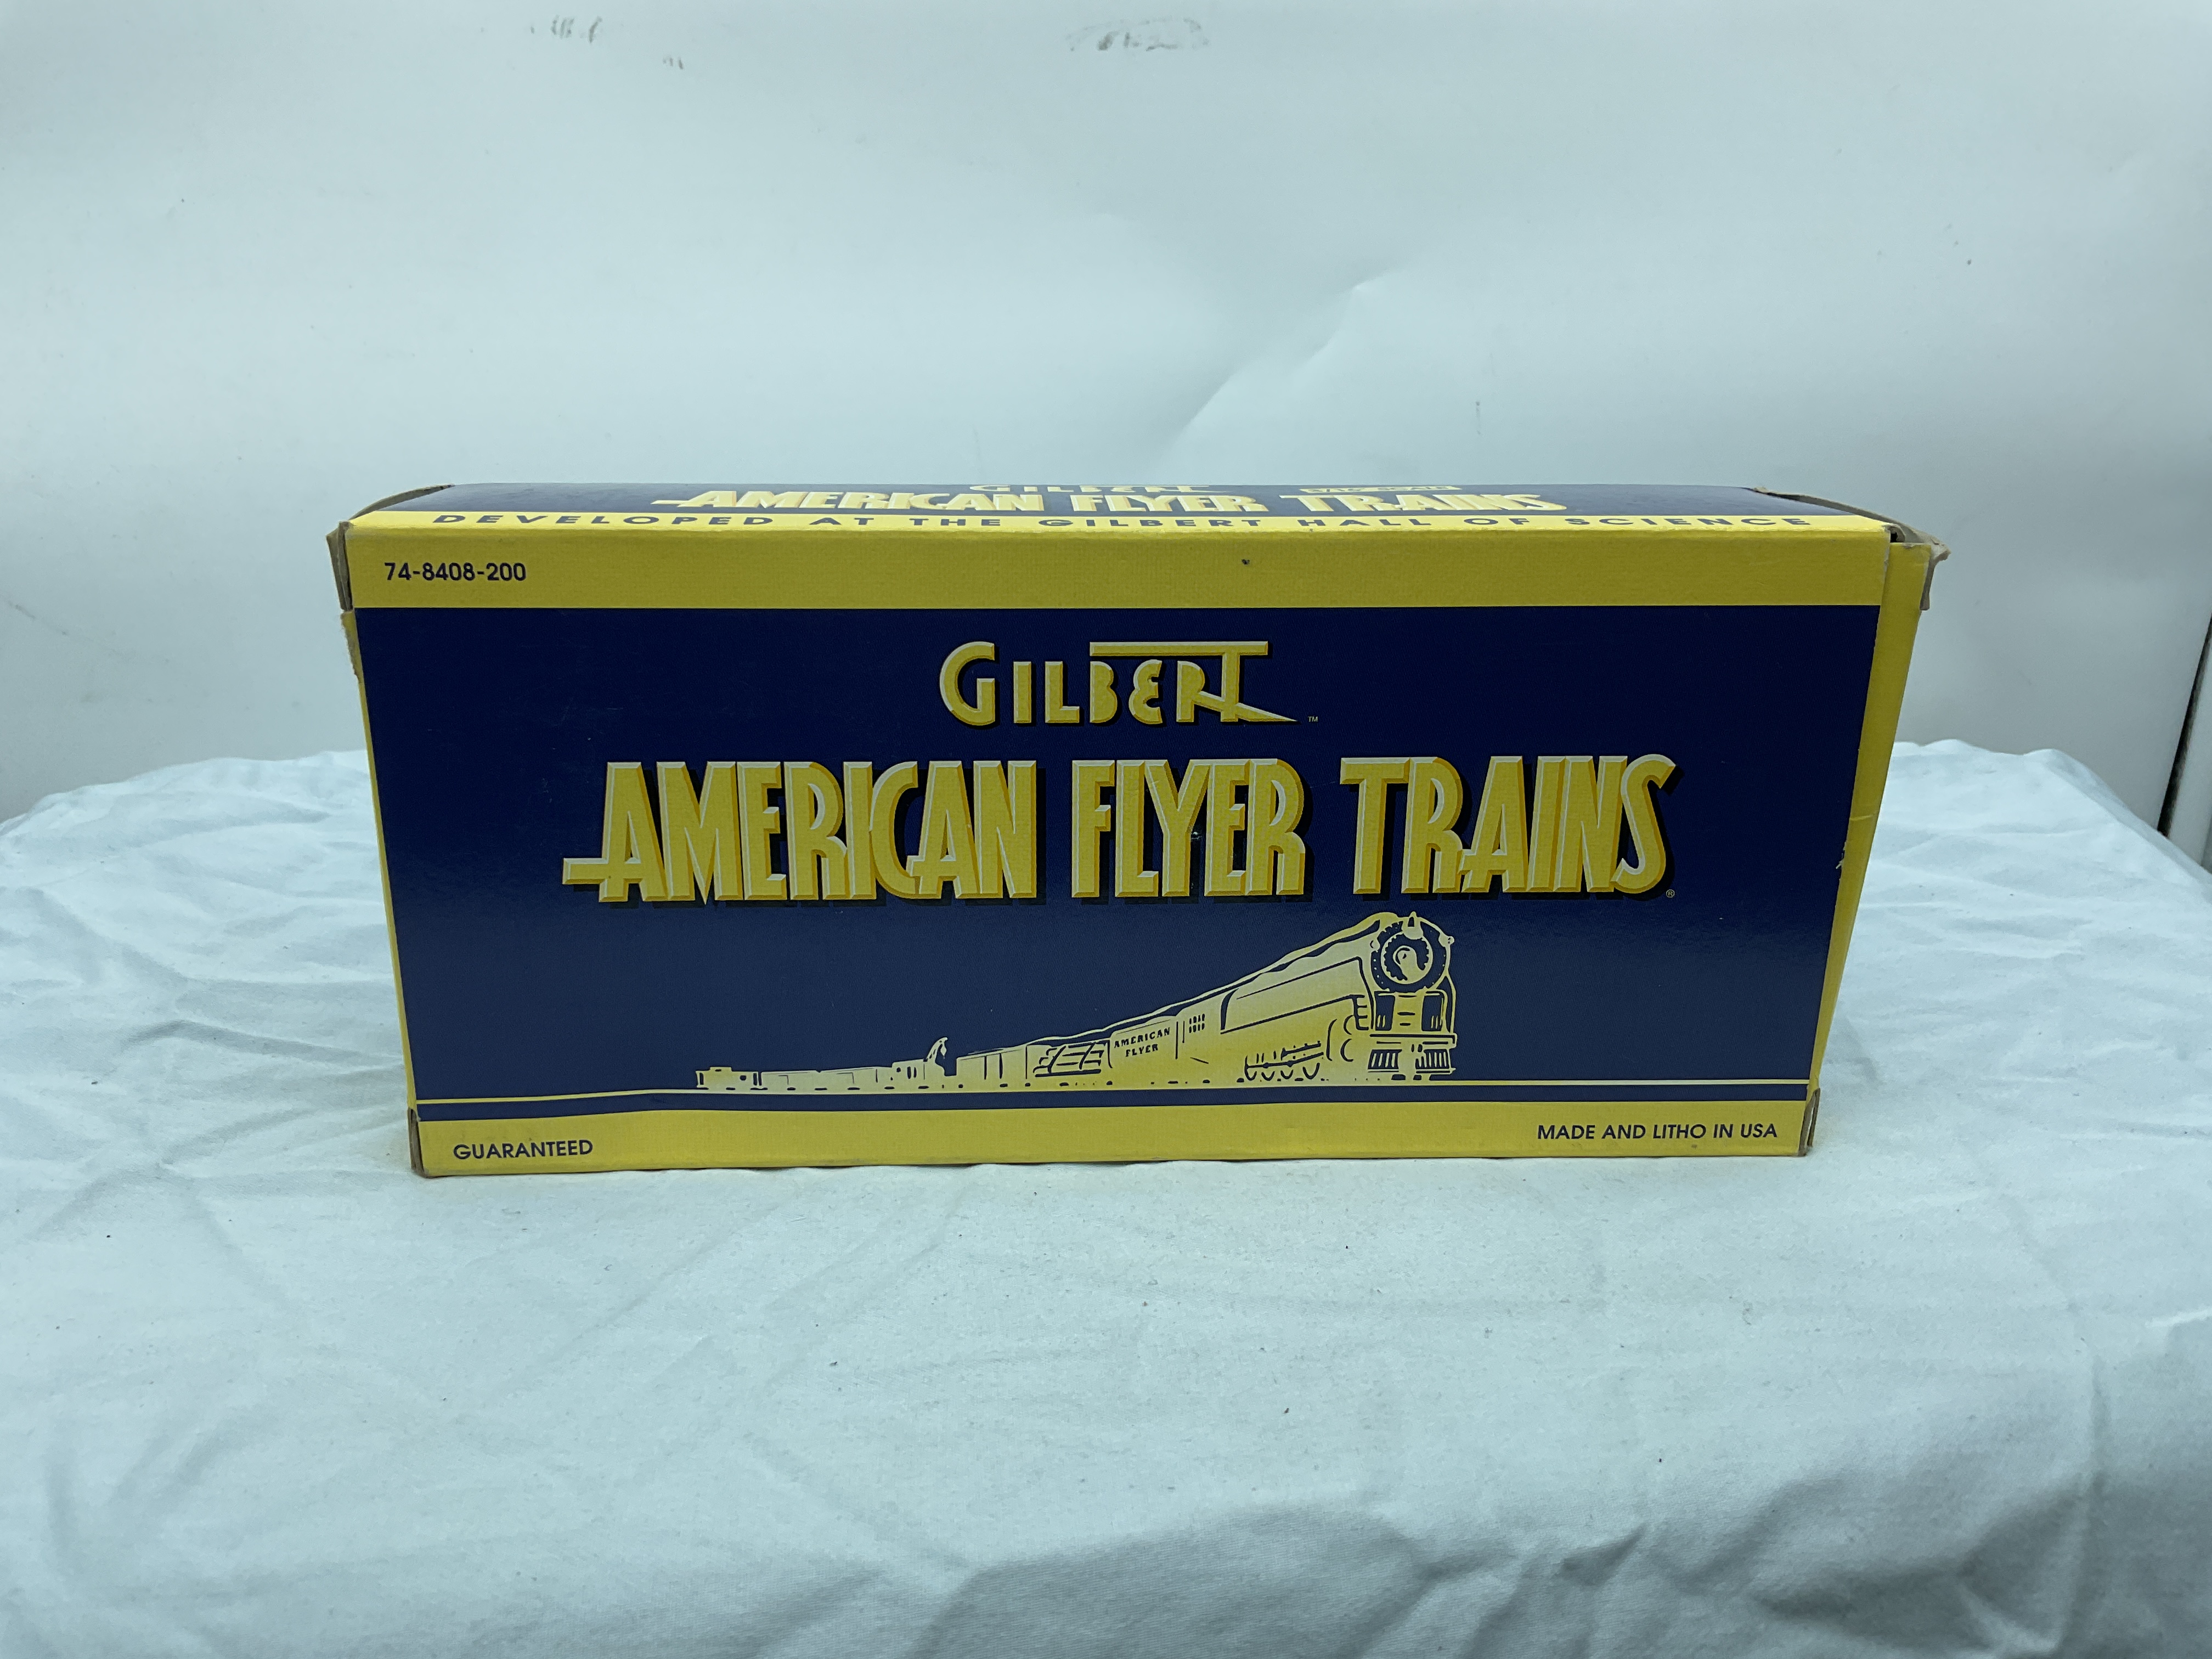 GILBERT
AMERICAN FLYER TRAINS
DEVELOPED AT THE GILBERT HALL OF SCIENCE
74-8408-200
GILBERT™
AMERICAN FLYER TRAINS®
AMERICAN
FLYER
GUARANTEED
MADE AND LITHO IN USA